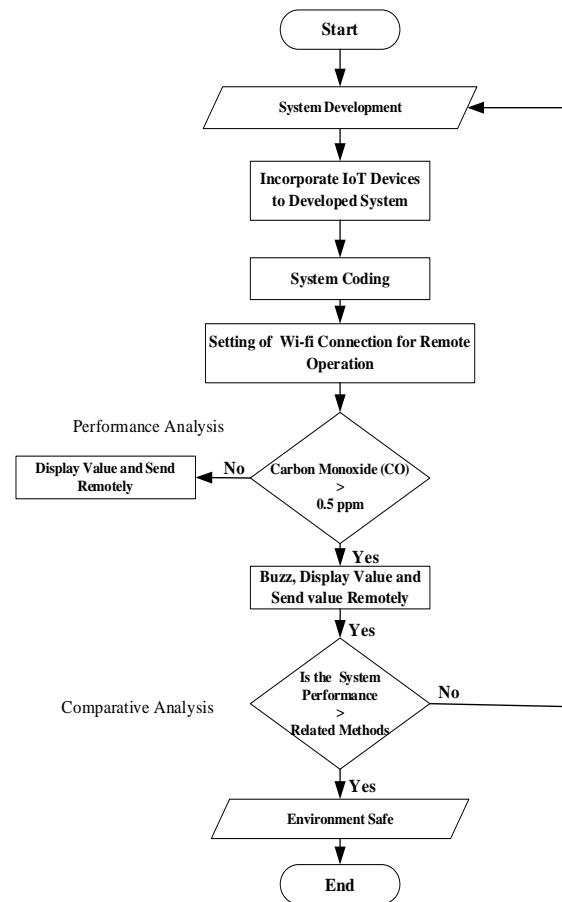 Start
System Development
Incorporate IoT Devices
to Developed System
System Coding
Setting of Wi-fi Connection for Remote
Operation
Performance Analysis
Carbon Monoxide (CO)
>
0.5 ppm
No
Display Value and Send
Remotely
Yes
Buzz, Display Value and
Send value Remotely
Yes
Is the System
Performance
>
Related Methods
No
Comparative Analysis
Yes
Environment Safe
End